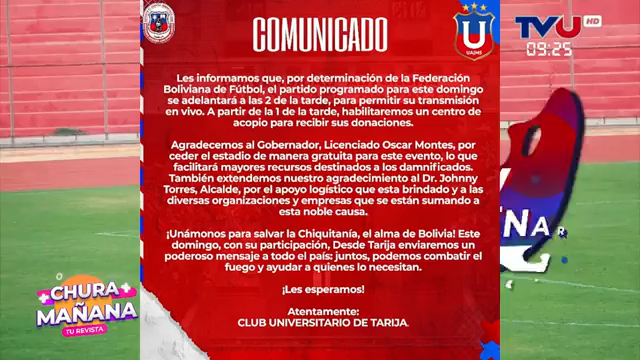 COMUNICADO
U
UAJMS
TVU HD
09:25
Les informamos que, por determinación de la Federación
Boliviana de Fútbol, el partido programado para este domingo
se adelantará a las 2 de la tarde, para permitir su transmisión
en vivo. A partir de la 1 de la tarde, habilitaremos un centro de
acopio para recibir sus donaciones.
Agradecemos al Gobernador, Licenciado Oscar Montes, por
ceder el estadio de manera gratuita para este evento, lo que
facilitará mayores recursos destinados a los damnificados.
También extendemos nuestro agradecimiento al Dr. Johnny
Torres, Alcalde, por el apoyo logístico que esta brindado y a las
diversas organizaciones y empresas que se están sumando a
esta noble causa.
¡Unámonos para salvar la Chiquitanía, el alma de Bolivia! Este
domingo, con su participación, Desde Tarija enviaremos un
poderoso mensaje a todo el país: juntos, podemos combatir el
fuego y ayudar a quienes lo necesitan.
¡Les esperamos!
Atentamente:
CLUB UNIVERSITARIO DE TARIJA.
CHURA
MAÑANA
TU REVISTA